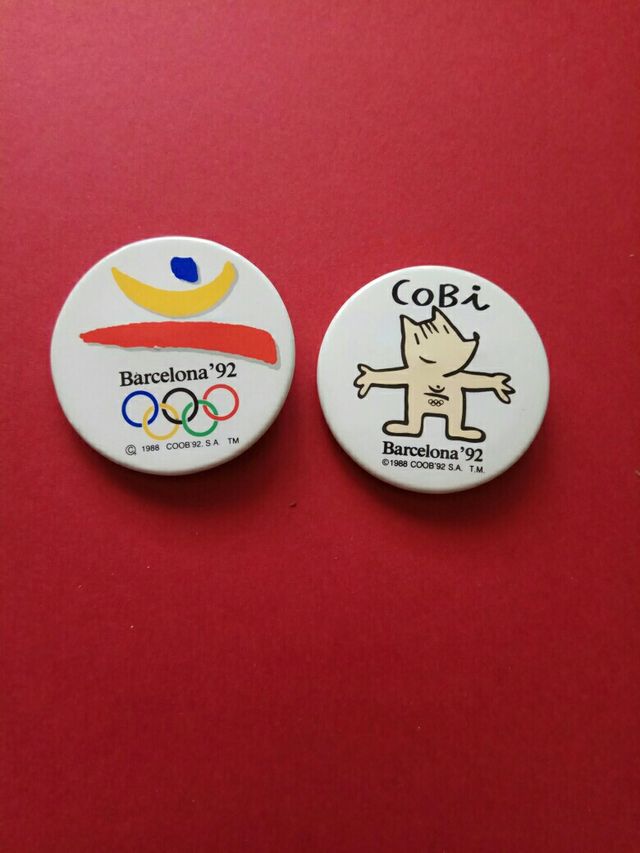 Barcelona'92
© 1988 COOB'92, S.A. TM
CoBi
Barcelona'92
©1988 COOB'92 S.A. T.M.